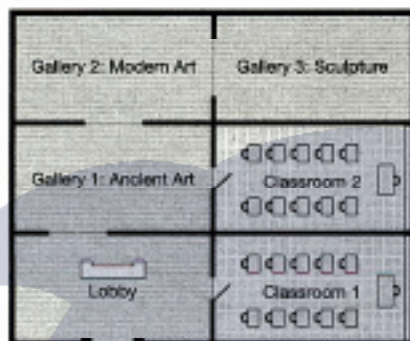 Gallery 2: Modern Art
Gallery 3: Sculpture
Gallery 1: Ancient Art
Classroom 2
Lobby
Classroom 1